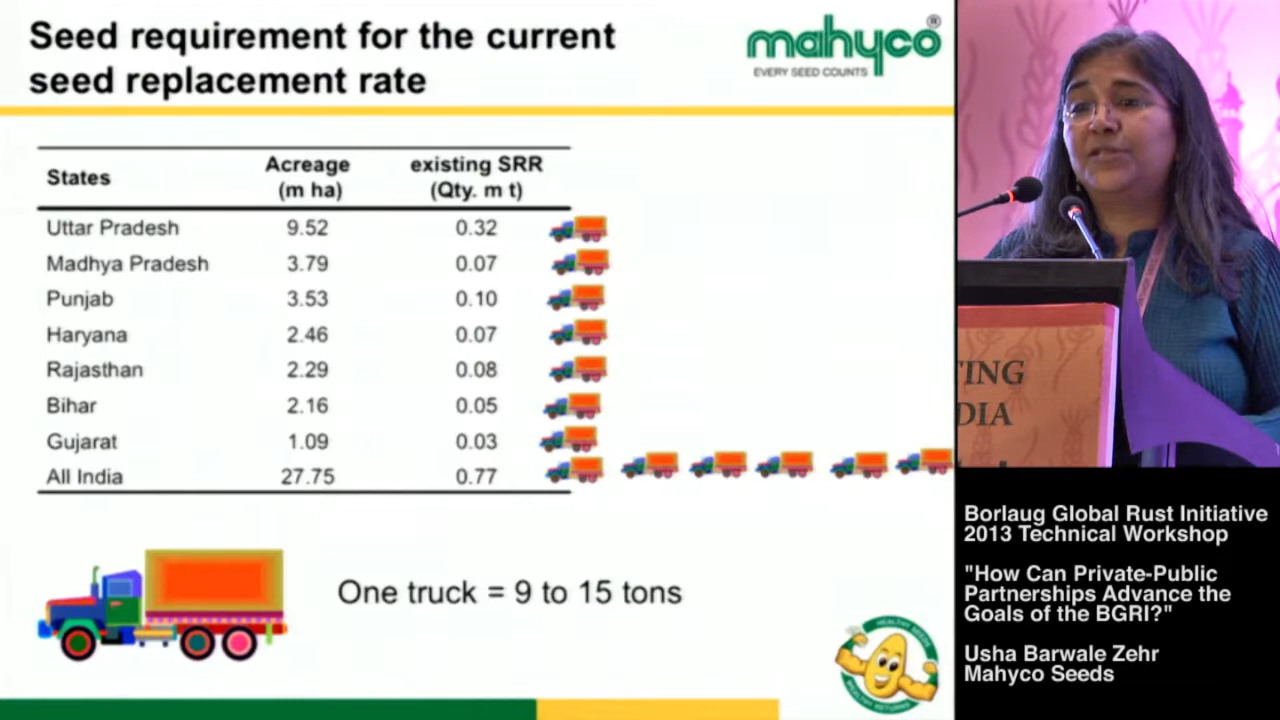 Seed requirement for the current
seed replacement rate
mahyco®
EVERY SEED COUNTS
States Acreage (m ha) existing SRR (Qty. m t)
Uttar Pradesh 9.52 0.32
Madhya Pradesh 3.79 0.07
Punjab 3.53 0.10
Haryana 2.46 0.07
Rajasthan 2.29 0.08
Bihar 2.16 0.05
Gujarat 1.09 0.03
All India 27.75 0.77
One truck = 9 to 15 tons
HEALTHY SEEDS
HEALTHY RETURNS
TING
DIA
Borlaug Global Rust Initiative
2013 Technical Workshop
"How Can Private-Public
Partnerships Advance the
Goals of the BGRI?"
Usha Barwale Zehr
Mahyco Seeds